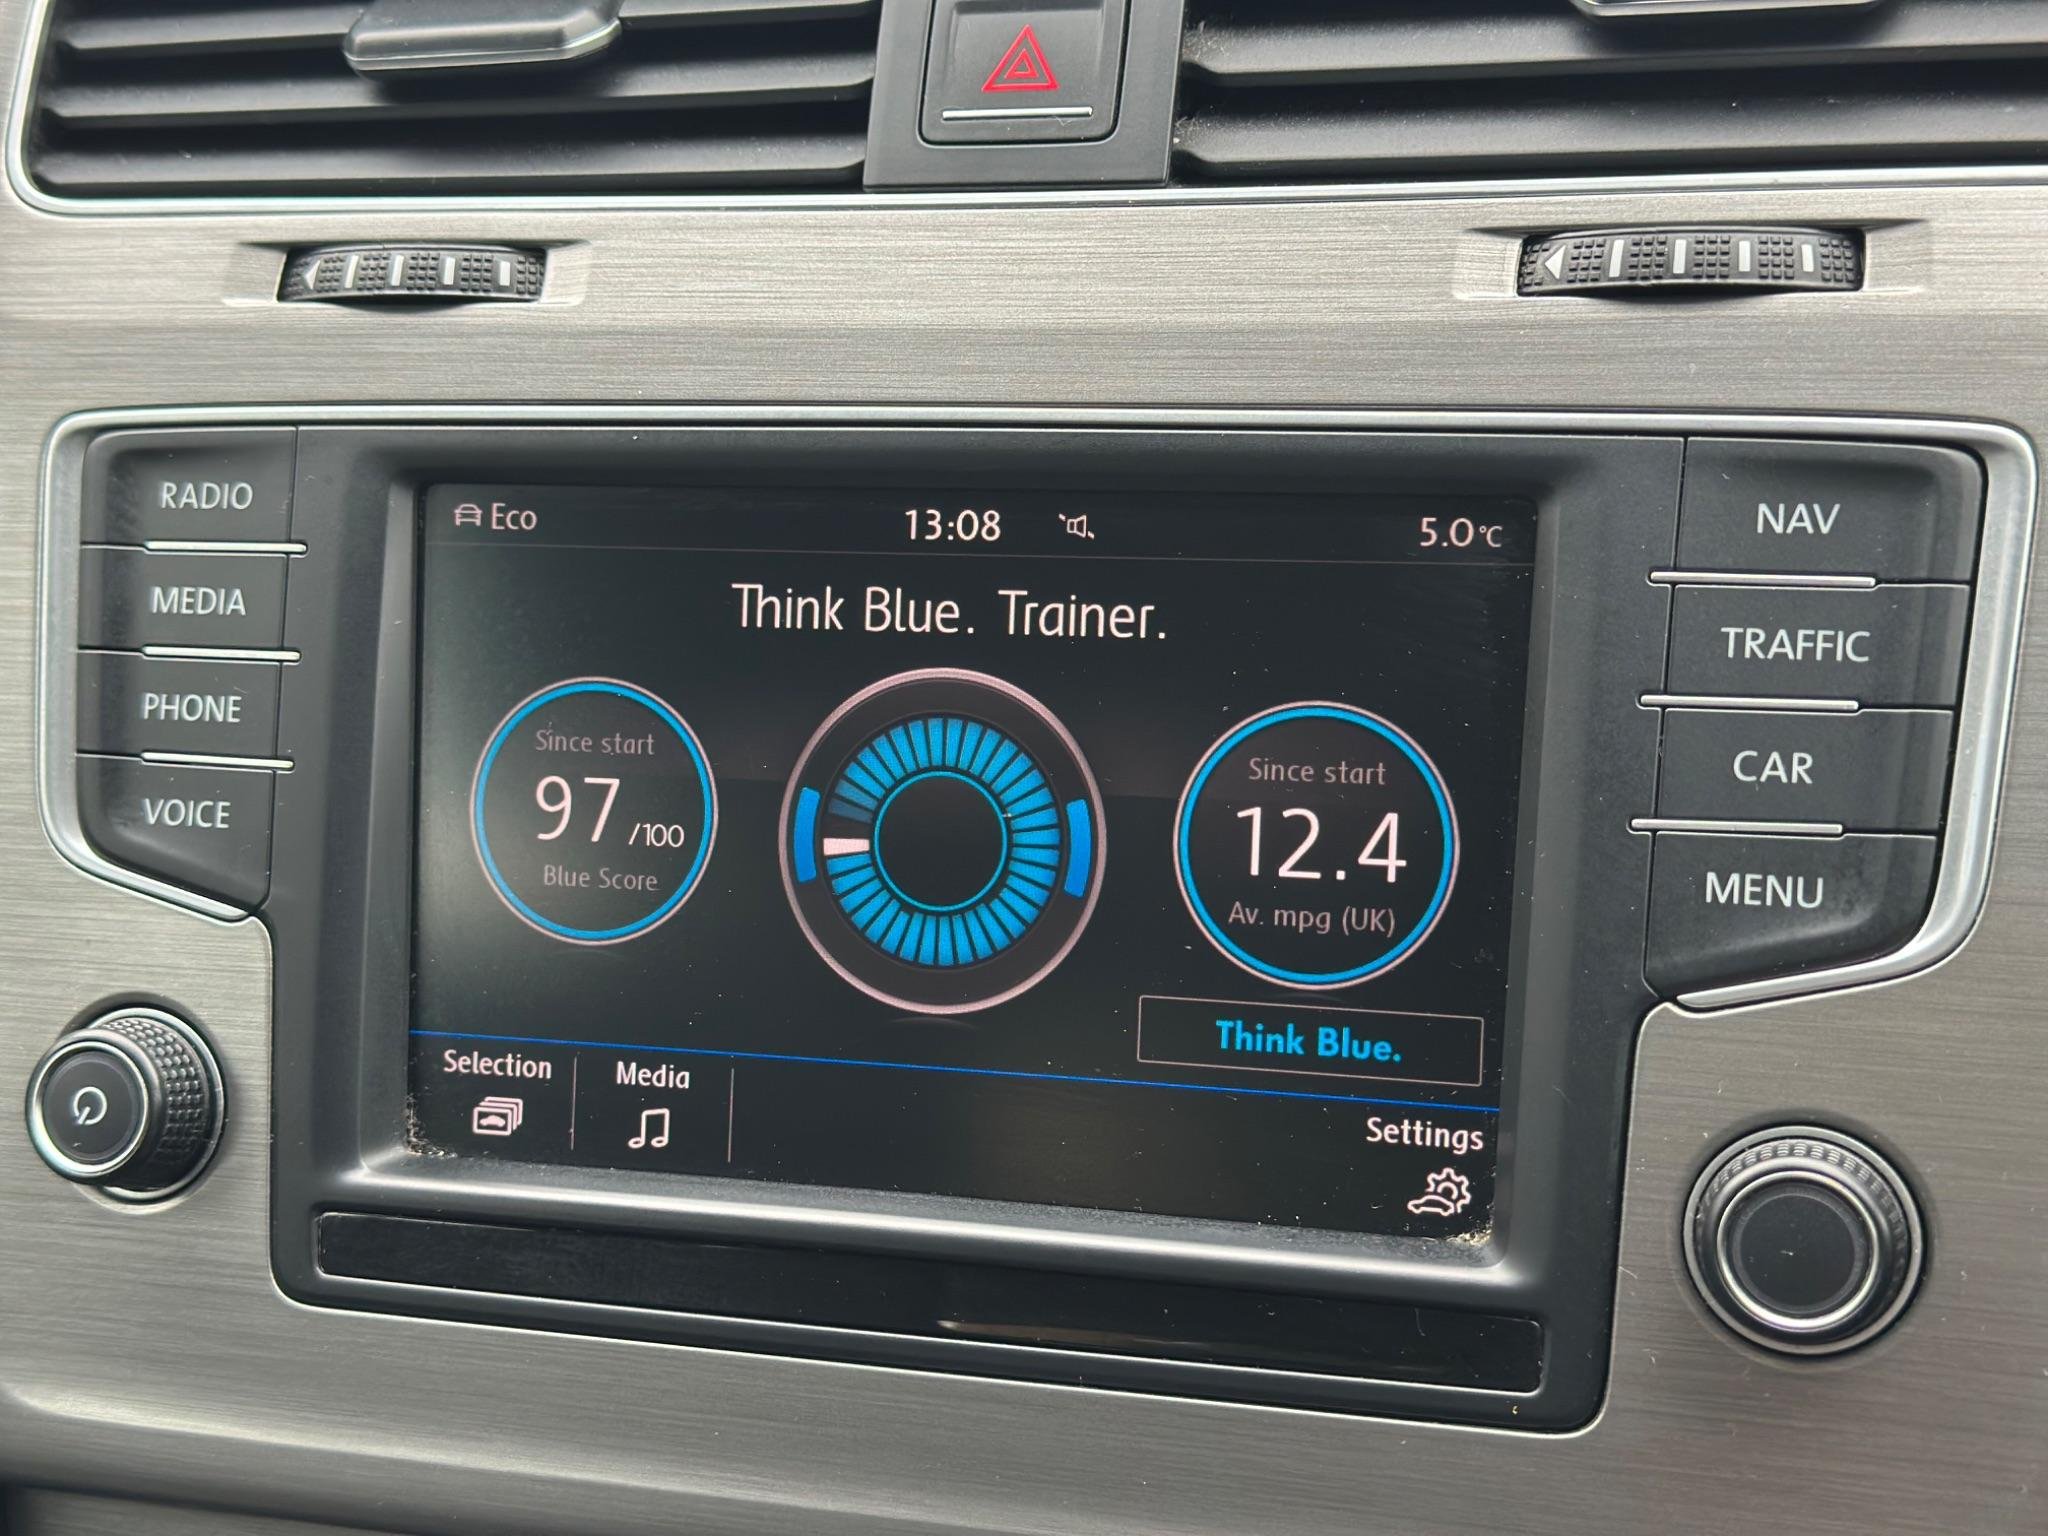 RADIO
MEDIA
PHONE
VOICE
Eco
13:08
5.0°C
Think Blue. Trainer.
Since start
97 /100
Blue Score
Since start
12.4
Av. mpg (UK)
Think Blue.
Selection
Media
Settings
NAV
TRAFFIC
CAR
MENU